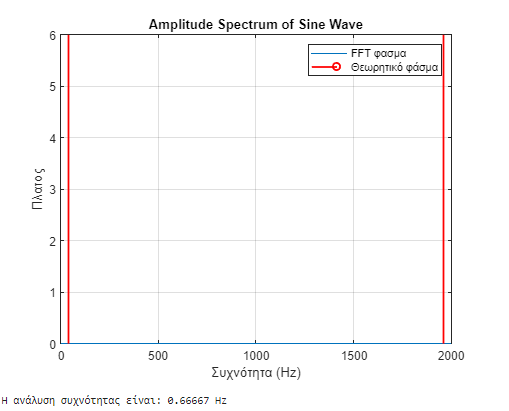 Amplitude Spectrum of Sine Wave
6
5
4
3
2
1
0
Πλατος
FFT φασμα
Θεωρητικό φάσμα
0 500 1000 1500 2000
Συχνότητα (Hz)
Η ανάλυση συχνότητας είναι: 0.66667 Hz